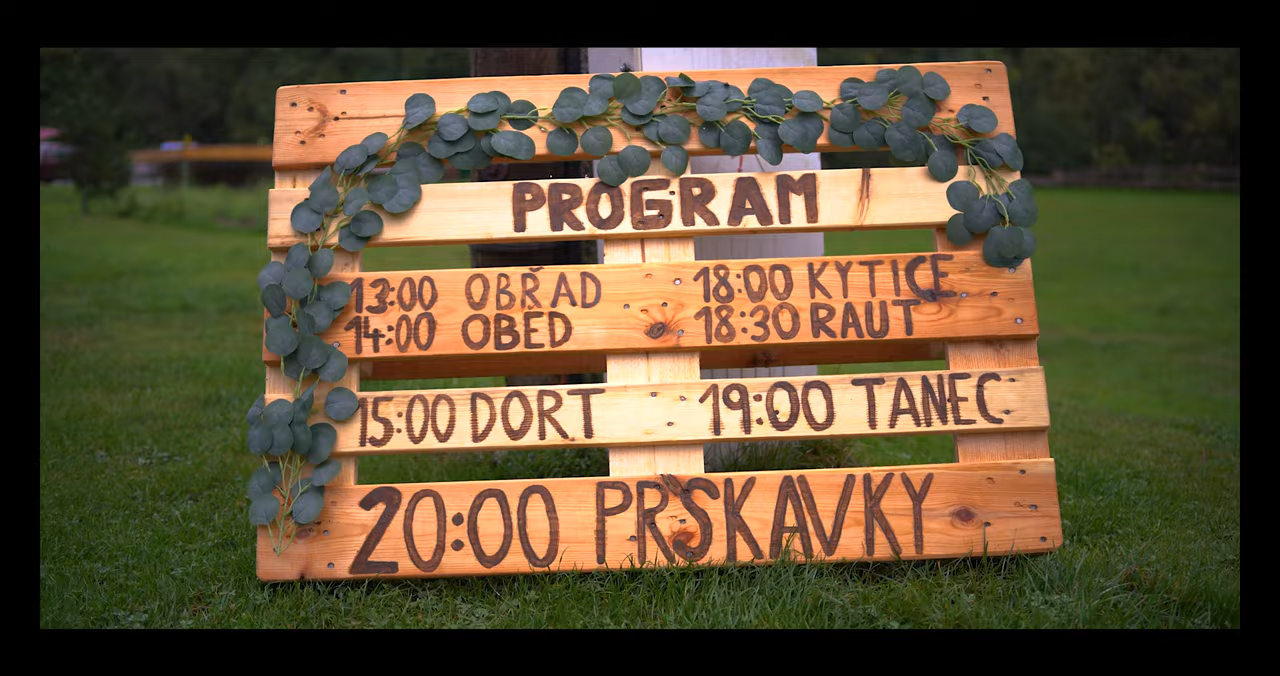 PROGRAM
13:00 OBŘAD
14:00 OBED
15:00 DORT
18:00 KYTICE
18:30 RAUT
19:00 TANEC
20:00 PRSKAVKY